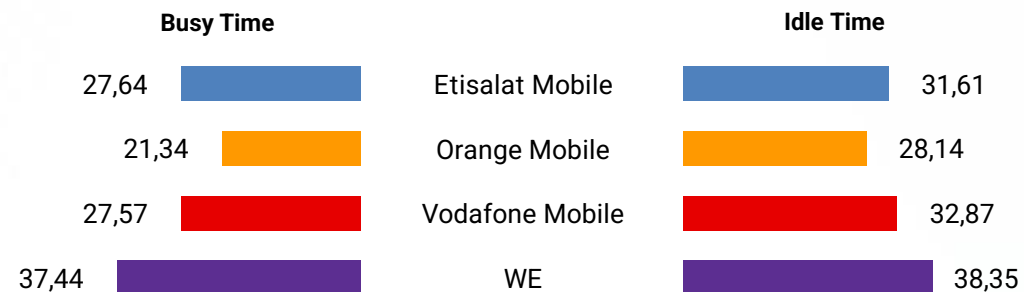 Busy Time Idle Time
27,64 Etisalat Mobile 31,61
21,34 Orange Mobile 28,14
27,57 Vodafone Mobile 32,87
37,44 WE 38,35